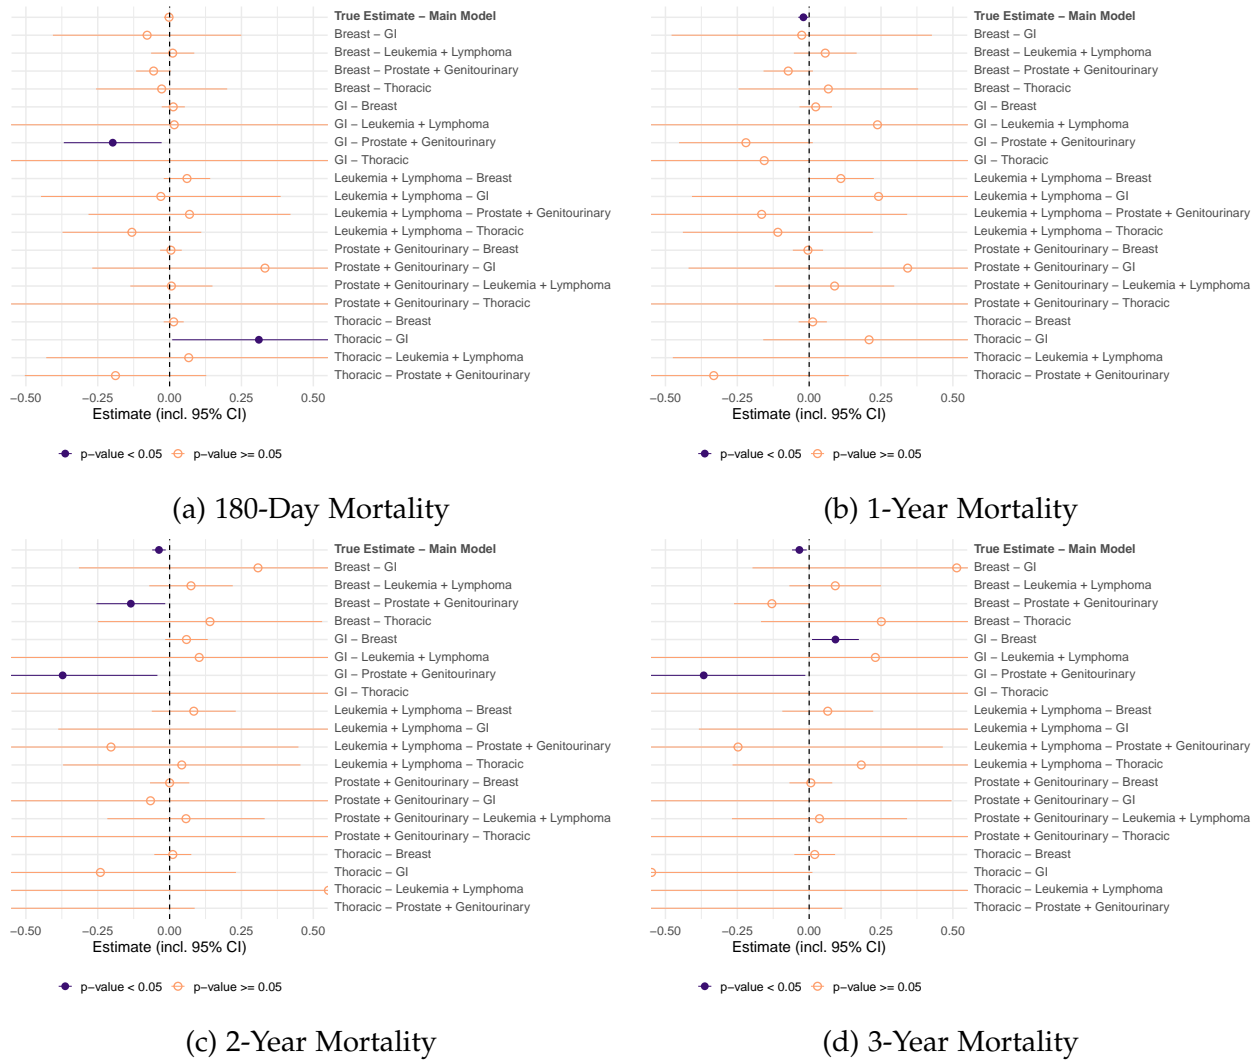 True Estimate – Main Model
Breast – GI
Breast – Leukemia + Lymphoma
Breast – Prostate + Genitourinary
Breast – Thoracic
GI – Breast
GI – Leukemia + Lymphoma
GI – Prostate + Genitourinary
GI – Thoracic
Leukemia + Lymphoma – Breast
Leukemia + Lymphoma – GI
Leukemia + Lymphoma – Prostate + Genitourinary
Leukemia + Lymphoma – Thoracic
Prostate + Genitourinary – Breast
Prostate + Genitourinary – GI
Prostate + Genitourinary – Leukemia + Lymphoma
Prostate + Genitourinary – Thoracic
Thoracic – Breast
Thoracic – GI
Thoracic – Leukemia + Lymphoma
Thoracic – Prostate + Genitourinary
−0.50 −0.25 0.00 0.25 0.50
Estimate (incl. 95% CI)
p−value < 0.05 p−value >= 0.05
(a) 180-Day Mortality
True Estimate – Main Model
Breast – GI
Breast – Leukemia + Lymphoma
Breast – Prostate + Genitourinary
Breast – Thoracic
GI – Breast
GI – Leukemia + Lymphoma
GI – Prostate + Genitourinary
GI – Thoracic
Leukemia + Lymphoma – Breast
Leukemia + Lymphoma – GI
Leukemia + Lymphoma – Prostate + Genitourinary
Leukemia + Lymphoma – Thoracic
Prostate + Genitourinary – Breast
Prostate + Genitourinary – GI
Prostate + Genitourinary – Leukemia + Lymphoma
Prostate + Genitourinary – Thoracic
Thoracic – Breast
Thoracic – GI
Thoracic – Leukemia + Lymphoma
Thoracic – Prostate + Genitourinary
−0.50 −0.25 0.00 0.25 0.50
Estimate (incl. 95% CI)
p−value < 0.05 p−value >= 0.05
(b) 1-Year Mortality
True Estimate – Main Model
Breast – GI
Breast – Leukemia + Lymphoma
Breast – Prostate + Genitourinary
Breast – Thoracic
GI – Breast
GI – Leukemia + Lymphoma
GI – Prostate + Genitourinary
GI – Thoracic
Leukemia + Lymphoma – Breast
Leukemia + Lymphoma – GI
Leukemia + Lymphoma – Prostate + Genitourinary
Leukemia + Lymphoma – Thoracic
Prostate + Genitourinary – Breast
Prostate + Genitourinary – GI
Prostate + Genitourinary – Leukemia + Lymphoma
Prostate + Genitourinary – Thoracic
Thoracic – Breast
Thoracic – GI
Thoracic – Leukemia + Lymphoma
Thoracic – Prostate + Genitourinary
−0.50 −0.25 0.00 0.25 0.50
Estimate (incl. 95% CI)
p−value < 0.05 p−value >= 0.05
(c) 2-Year Mortality
True Estimate – Main Model
Breast – GI
Breast – Leukemia + Lymphoma
Breast – Prostate + Genitourinary
Breast – Thoracic
GI – Breast
GI – Leukemia + Lymphoma
GI – Prostate + Genitourinary
GI – Thoracic
Leukemia + Lymphoma – Breast
Leukemia + Lymphoma – GI
Leukemia + Lymphoma – Prostate + Genitourinary
Leukemia + Lymphoma – Thoracic
Prostate + Genitourinary – Breast
Prostate + Genitourinary – GI
Prostate + Genitourinary – Leukemia + Lymphoma
Prostate + Genitourinary – Thoracic
Thoracic – Breast
Thoracic – GI
Thoracic – Leukemia + Lymphoma
Thoracic – Prostate + Genitourinary
−0.50 −0.25 0.00 0.25 0.50
Estimate (incl. 95% CI)
p−value < 0.05 p−value >= 0.05
(d) 3-Year Mortality